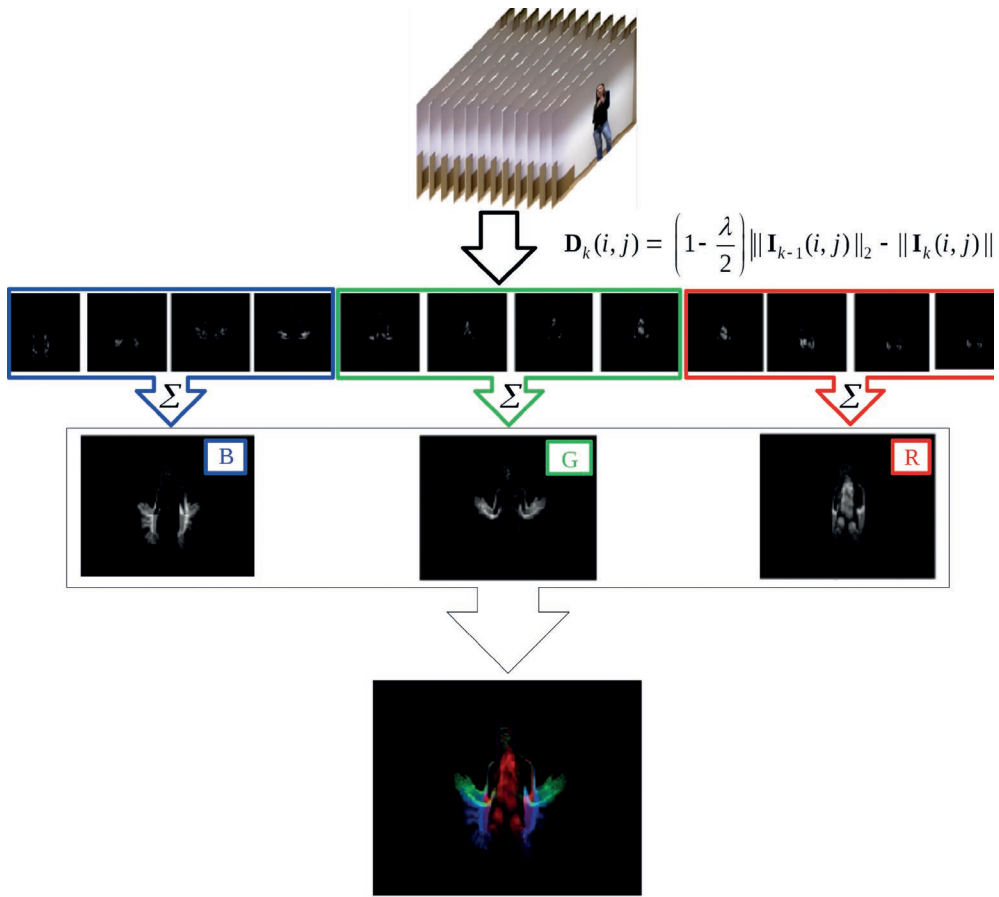 D_k(i, j) = (1 - λ/2) ||| I_{k-1}(i, j) ||_2 - || I_k(i, j) ||
Σ Σ Σ
B G R